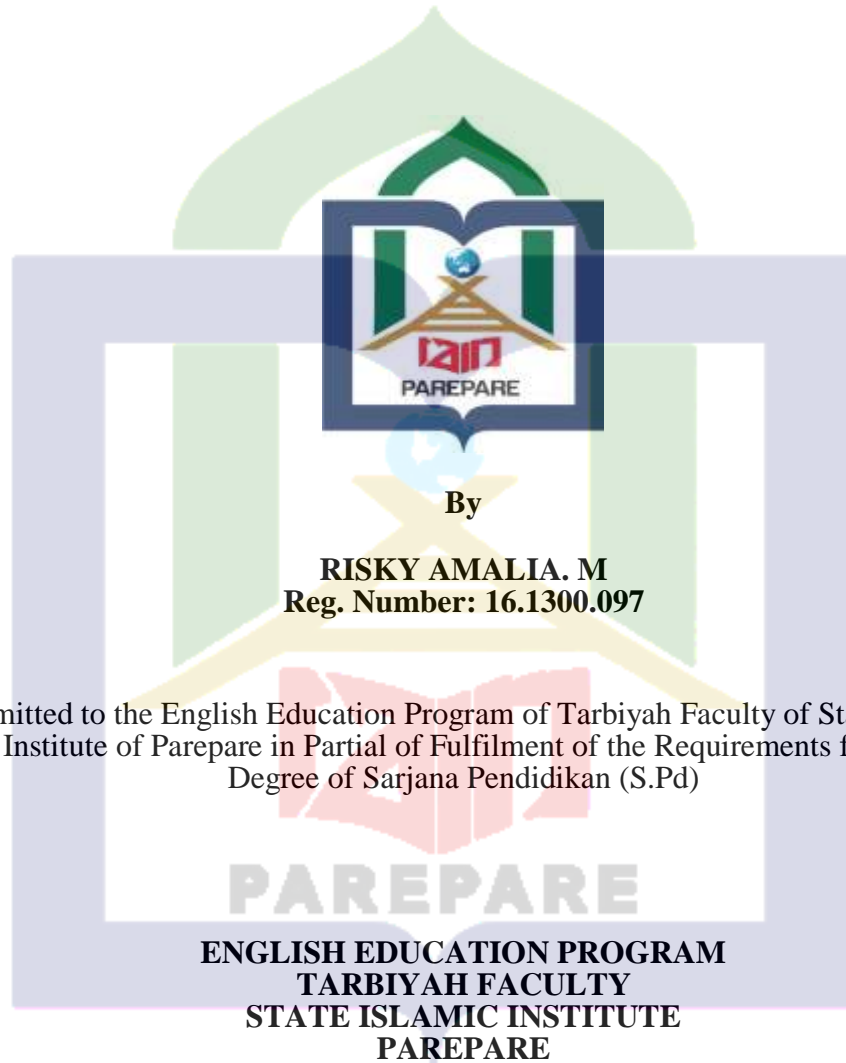 iain
PAREPARE
By
RISKY AMALIA. M
Reg. Number: 16.1300.097
mitted to the English Education Program of Tarbiyah Faculty of St
Institute of Parepare in Partial of Fulfilment of the Requirements f
Degree of Sarjana Pendidikan (S.Pd)
iain
PAREPARE
ENGLISH EDUCATION PROGRAM
TARBIYAH FACULTY
STATE ISLAMIC INSTITUTE
PAREPARE